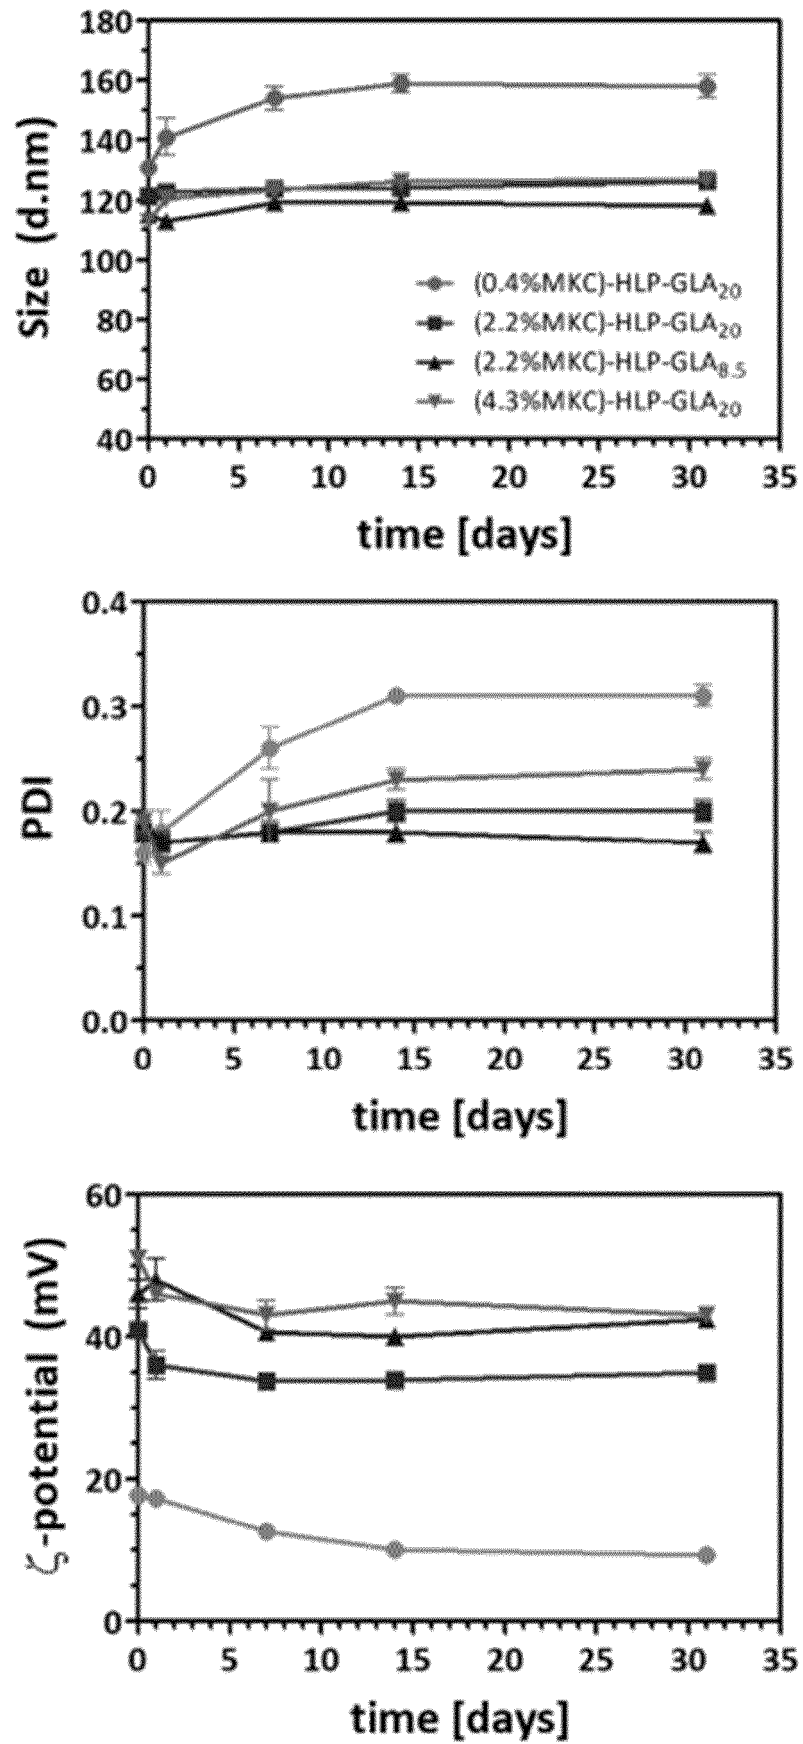 180
160
140
120
100
80
60
40
Size (d.nm)
(0.4%MKC)-HLP-GLA20
(2.2%MKC)-HLP-GLA20
(2.2%MKC)-HLP-GLA8.5
(4.3%MKC)-HLP-GLA20
0 5 10 15 20 25 30 35
time [days]
0.4
0.3
0.2
0.1
0.0
PDI
0 5 10 15 20 25 30 35
time [days]
60
40
20
0
ζ-potential (mV)
0 5 10 15 20 25 30 35
time [days]